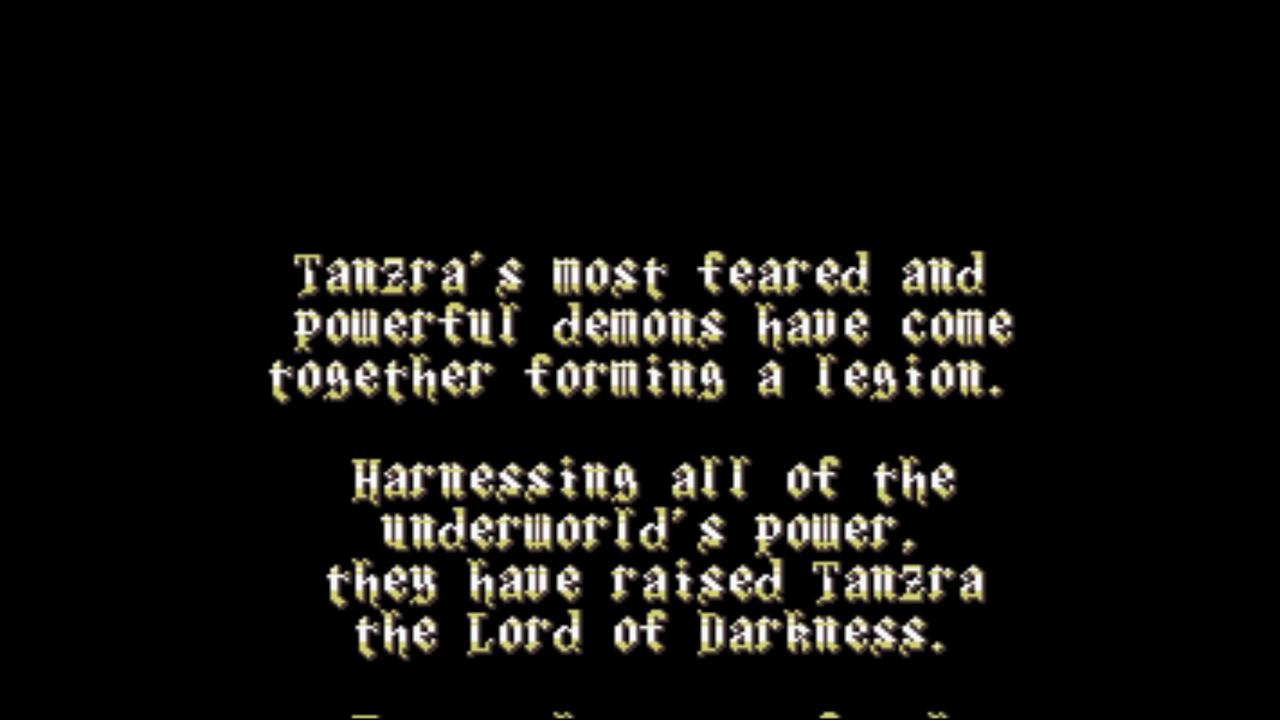 Tanzra's most feared and
powerful demons have come
together forming a legion.
Harnessing all of the
underworld's power,
they have raised Tanzra
the Lord of Darkness.